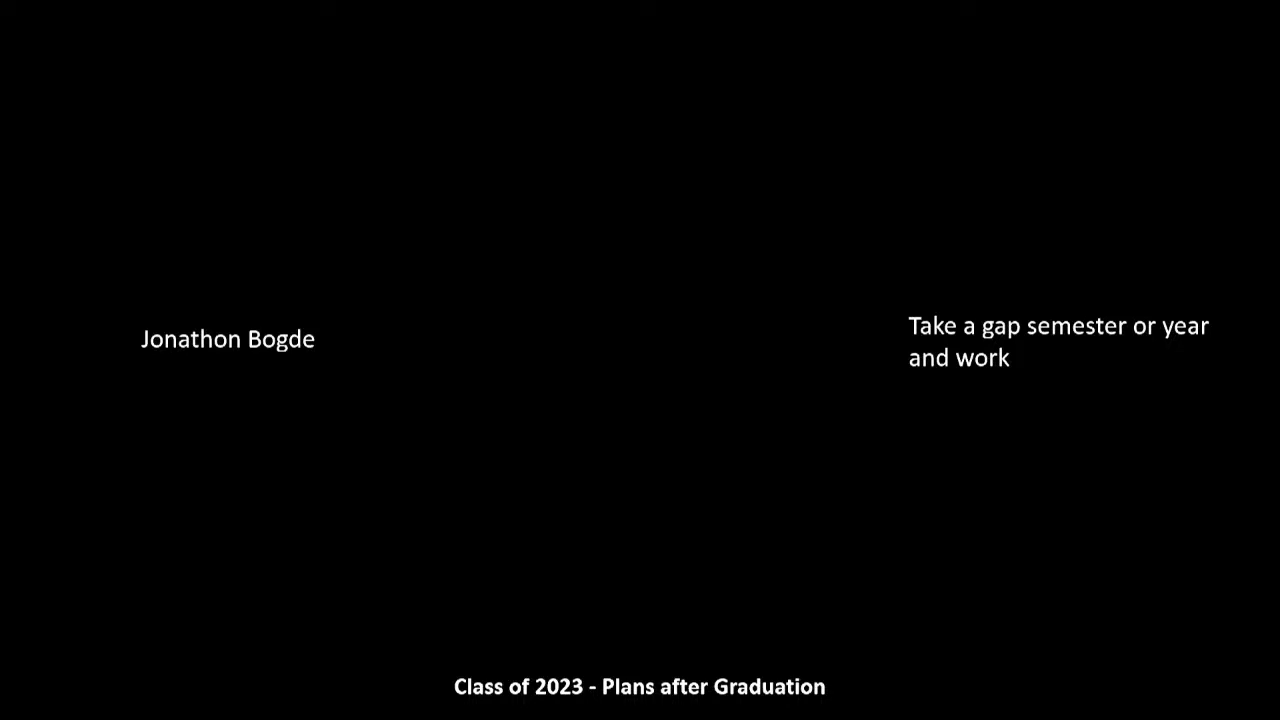 Jonathon Bogde
Take a gap semester or year
and work
Class of 2023 - Plans after Graduation